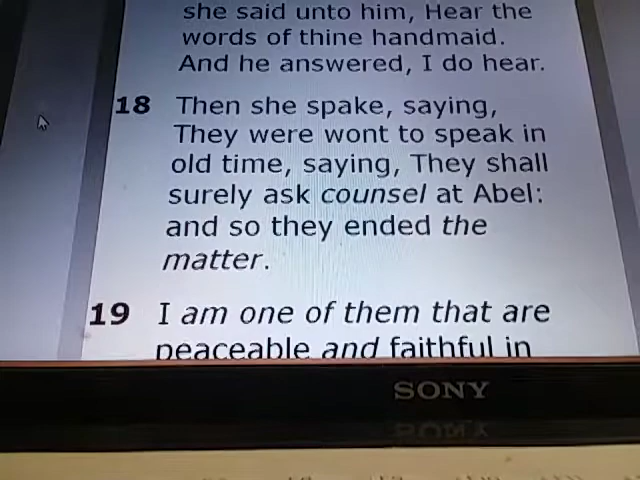 she said unto him, Hear the
words of thine handmaid.
And he answered, I do hear.
18 Then she spake, saying,
They were wont to speak in
old time, saying, They shall
surely ask counsel at Abel:
and so they ended the
matter.
19 I am one of them that are
peaceable and faithful in
SONY